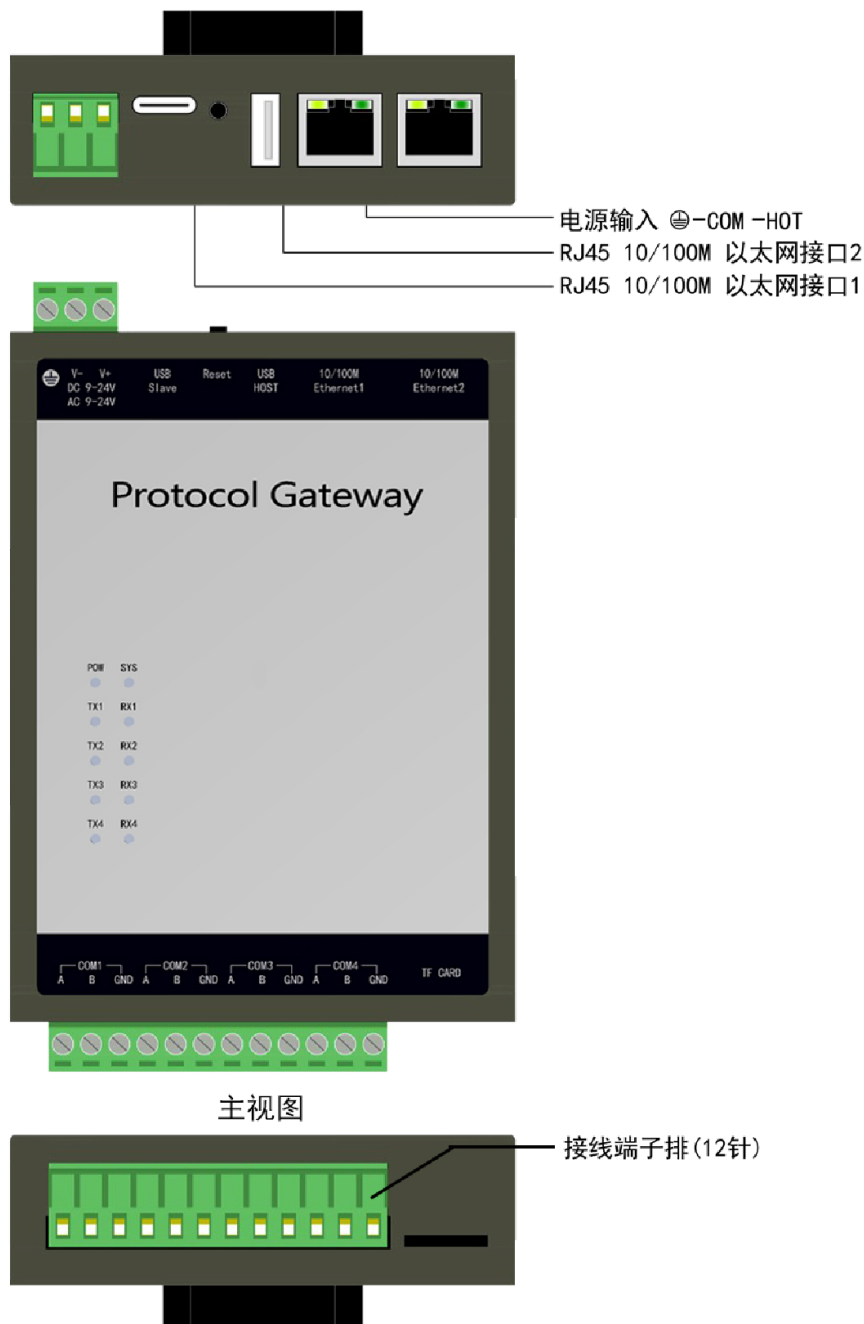 电源输入 ⏚-COM -HOT
RJ45 10/100M 以太网接口2
RJ45 10/100M 以太网接口1
V- V+
DC 9-24V
AC 9-24V
USB
Slave
Reset
USB
HOST
10/100M
Ethernet1
10/100M
Ethernet2
Protocol Gateway
POW SYS
TX1 RX1
TX2 RX2
TX3 RX3
TX4 RX4
COM1 COM2 COM3 COM4
A B GND A B GND A B GND A B GND
TF CARD
主视图
接线端子排(12针)